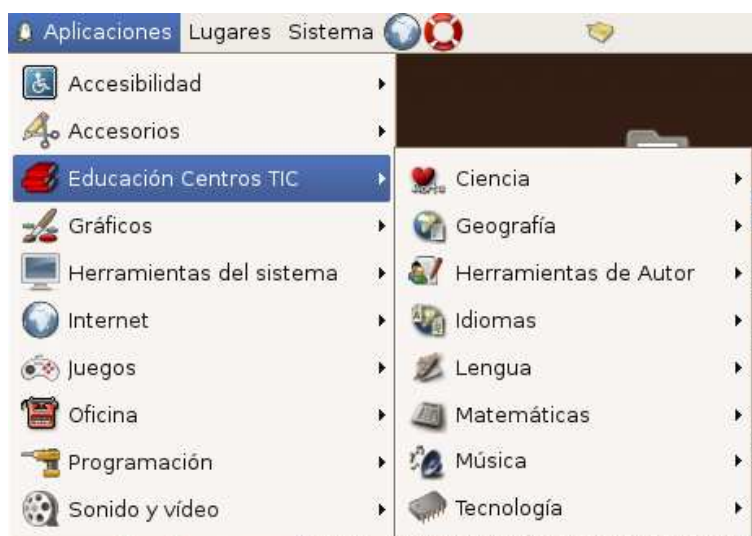 Aplicaciones Lugares Sistema
Accesibilidad
Accesorios
Educación Centros TIC
Gráficos
Herramientas del sistema
Internet
Juegos
Oficina
Programación
Sonido y vídeo
Ciencia
Geografía
Herramientas de Autor
Idiomas
Lengua
Matemáticas
Música
Tecnología